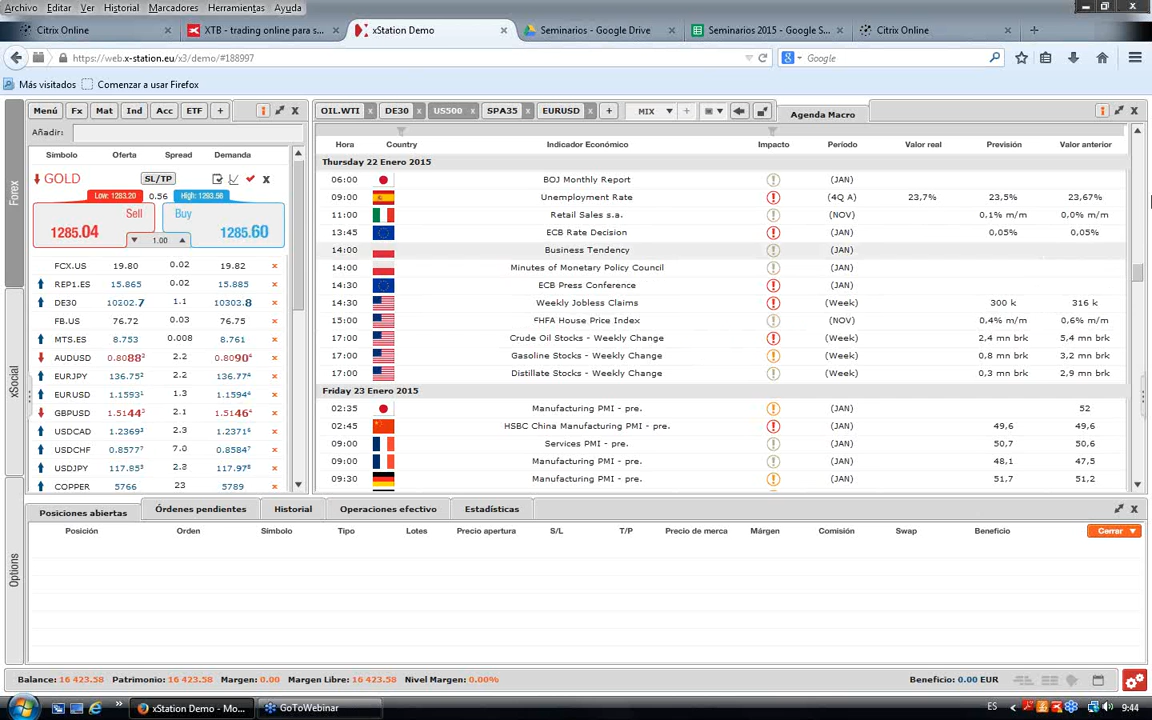 Archivo Editar Ver Historial Marcadores Herramientas Ayuda
Citrix Online × XTB - trading online para s... × xStation Demo × Seminarios - Google Drive × Seminarios 2015 - Google S... × Citrix Online × +
https://web.x-station.eu/x3/demo/#188997 Google
Más visitados Comenzar a usar Firefox
Menú Fx Mat Ind Acc ETF +
OIL.WTI x DE30 x US500 x SPA35 x EURUSD x + MIX + Agenda Macro
Añadir:
Símbolo Oferta Spread Demanda
GOLD SL/TP
Low: 1283.20 0.56 High: 1293.58
Sell Buy
1285.04 1.00 1285.60
FCX.US 19.80 0.02 19.82
REP1.ES 15.865 0.02 15.885
DE30 10202.7 1.1 10303.8
FB.US 76.72 0.03 76.75
MTS.ES 8.753 0.008 8.761
AUDUSD 0.8088² 2.2 0.8090⁴
EURJPY 136.75² 2.2 136.77⁴
EURUSD 1.1593¹ 1.3 1.1594⁴
GBPUSD 1.5144³ 2.1 1.5146⁴
USDCAD 1.2369³ 2.3 1.2371⁶
USDCHF 0.8577⁷ 7.0 0.8584⁷
USDJPY 117.85⁵ 2.3 117.97⁸
COPPER 5766 23 5789
Forex
xSocial
Options
Hora Country Indicador Económico Impacto Período Valor real Previsión Valor anterior
Thursday 22 Enero 2015
06:00 BOJ Monthly Report (JAN)
09:00 Unemployment Rate (4Q A) 23,7% 23,5% 23,67%
11:00 Retail Sales s.a. (NOV) 0.1% m/m 0,0% m/m
13:45 ECB Rate Decision (JAN) 0,05% 0,05%
14:00 Business Tendency (JAN)
14:00 Minutes of Monetary Policy Council (JAN)
14:30 ECB Press Conference (JAN)
14:30 Weekly Jobless Claims (Week) 300 k 316 k
15:00 FHFA House Price Index (NOV) 0,4% m/m 0,6% m/m
17:00 Crude Oil Stocks - Weekly Change (Week) 2,4 mn brk 5,4 mn brk
17:00 Gasoline Stocks - Weekly Change (Week) 0,8 mn brk 3,2 mn brk
17:00 Distillate Stocks - Weekly Change (Week) 0,3 mn brk 2,9 mn brk
Friday 23 Enero 2015
02:35 Manufacturing PMI - pre. (JAN) 52
02:45 HSBC China Manufacturing PMI - pre. (JAN) 49,6 49,6
09:00 Services PMI - pre. (JAN) 50,7 50,6
09:00 Manufacturing PMI - pre. (JAN) 48,1 47,5
09:30 Manufacturing PMI - pre. (JAN) 51,7 51,2
Posiciones abiertas Órdenes pendientes Historial Operaciones efectivo Estadísticas
Posición Orden Símbolo Tipo Lotes Precio apertura S/L T/P Precio de merca Márgen Comisión Swap Beneficio Cerrar
Balance: 16 423.58 Patrimonio: 16 423.58 Margen: 0.00 Margen Libre: 16 423.58 Nivel Margen: 0.00% Beneficio: 0.00 EUR
xStation Demo - Mo... GoToWebinar ES 9:44